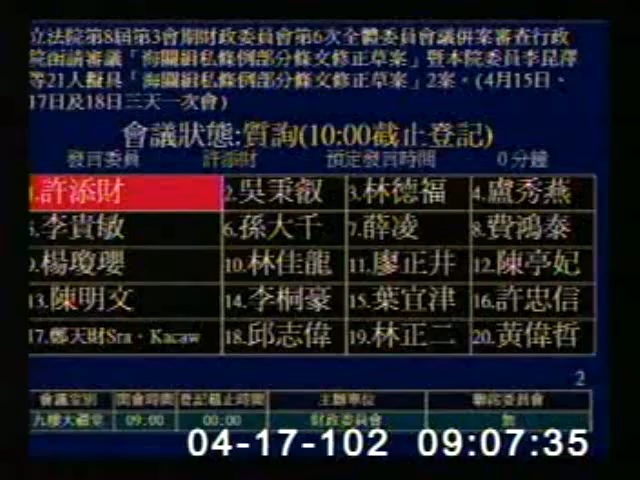 立法院第8屆第3會期財政委員會第6次全體委員會議併案審查行政
院函請審議「海關緝私條例部分條文修正草案」暨本院委員李昆澤
等21人擬具「海關緝私條例部分條文修正草案」2案。(4月15日、
17日及18日三天一次會)
會議狀態:質詢(10:00截止登記)
發言委員 許添財 預定發言時間 0分鐘
1.許添財 2.吳秉叡 3.林德福 4.盧秀燕
5.李貴敏 6.孫大千 7.薛凌 8.費鴻泰
9.楊瓊瓔 10.林佳龍 11.廖正井 12.陳亭妃
13.陳明文 14.李桐豪 15.葉宜津 16.許忠信
17.鄭天財Sra·Kacaw 18.邱志偉 19.林正二 20.黃偉哲
2
會議室別 開會時間 登記截止時間 主辦單位 聯席委員會
九樓大禮堂 09:00 00:00 財政委員會 無
04-17-102 09:07:35